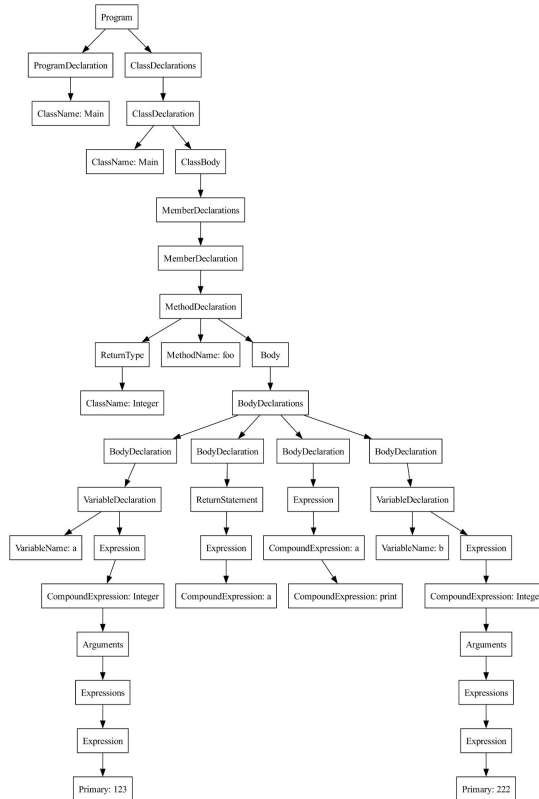 Program
ProgramDeclaration
ClassDeclarations
ClassName: Main
ClassDeclaration
ClassName: Main
ClassBody
MemberDeclarations
MemberDeclaration
MethodDeclaration
ReturnType
MethodName: foo
Body
ClassName: Integer
BodyDeclarations
BodyDeclaration
BodyDeclaration
BodyDeclaration
BodyDeclaration
VariableDeclaration
ReturnStatement
Expression
VariableDeclaration
VariableName: a
Expression
Expression
CompoundExpression: a
VariableName: b
Expression
CompoundExpression: Integer
CompoundExpression: a
CompoundExpression: print
CompoundExpression: Intege
Arguments
Arguments
Expressions
Expressions
Expression
Expression
Primary: 123
Primary: 222